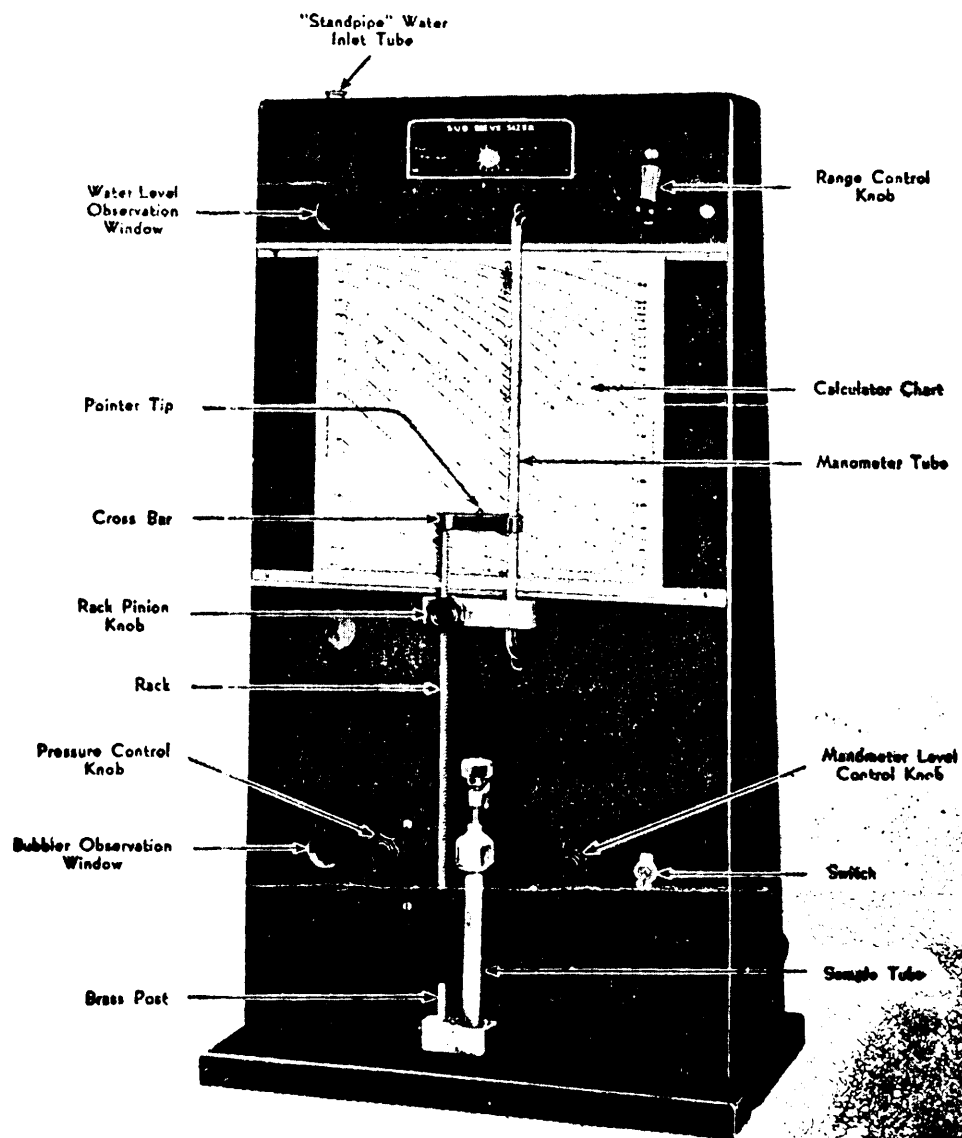 "Standpipe" Water
Inlet Tube
SUB SIEVE SIZER
Water Level
Observation
Window
Range Control
Knob
Calculator Chart
Pointer Tip
Manometer Tube
Cross Bar
Rack Pinion
Knob
Rack
Pressure Control
Knob
Manometer Level
Control Knob
Bubbler Observation
Window
Switch
Sample Tube
Brass Post